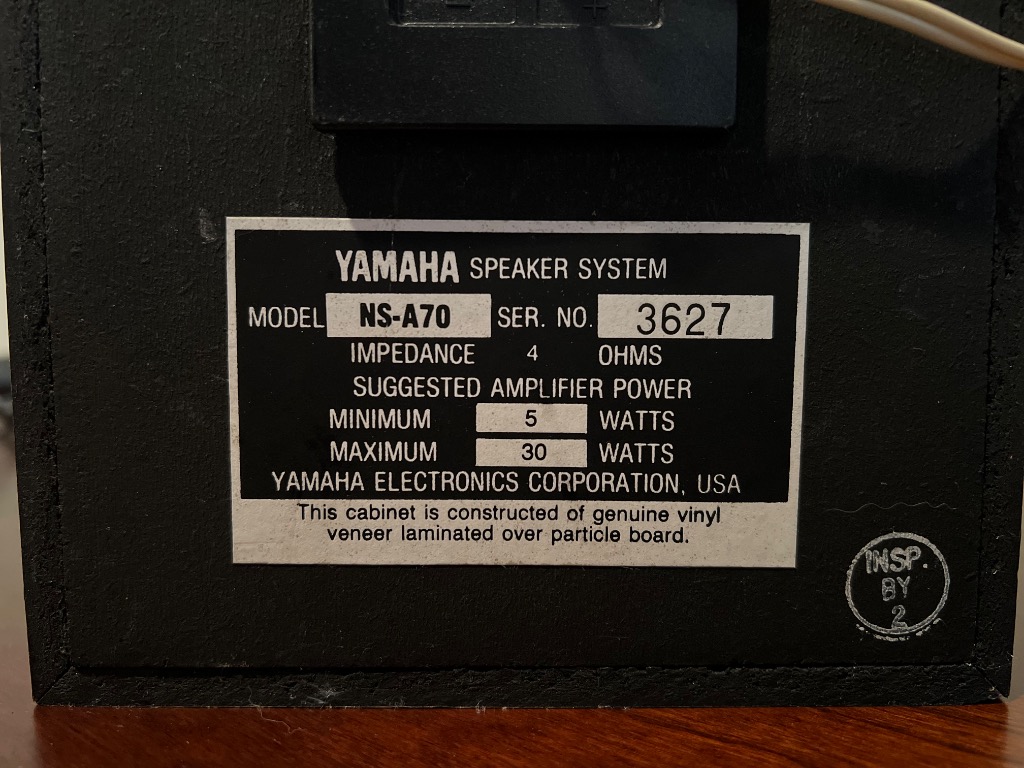 - +
YAMAHA SPEAKER SYSTEM
MODEL NS-A70 SER. NO. 3627
IMPEDANCE 4 OHMS
SUGGESTED AMPLIFIER POWER
MINIMUM 5 WATTS
MAXIMUM 30 WATTS
YAMAHA ELECTRONICS CORPORATION, USA
This cabinet is constructed of genuine vinyl
veneer laminated over particle board.
INSP.
BY
2